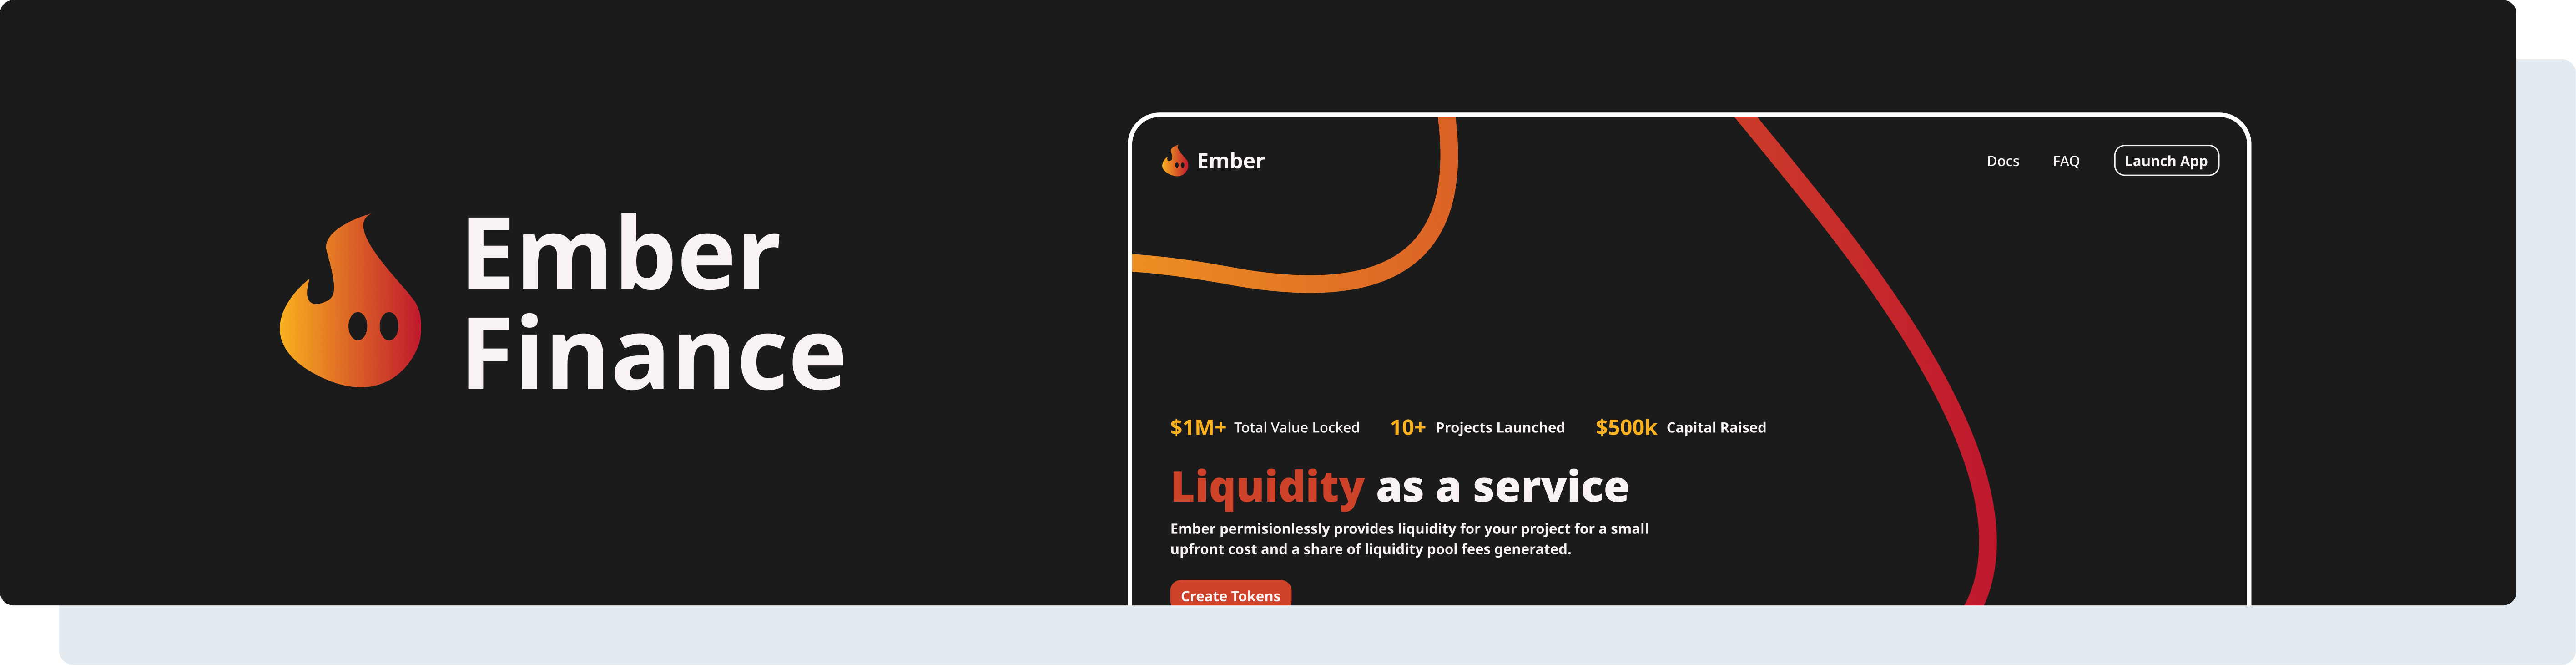 Ember
Finance
Ember
Docs FAQ Launch App
$1M+ Total Value Locked 10+ Projects Launched $500k Capital Raised
Liquidity as a service
Ember permisionlessly provides liquidity for your project for a small
upfront cost and a share of liquidity pool fees generated.
Create Tokens